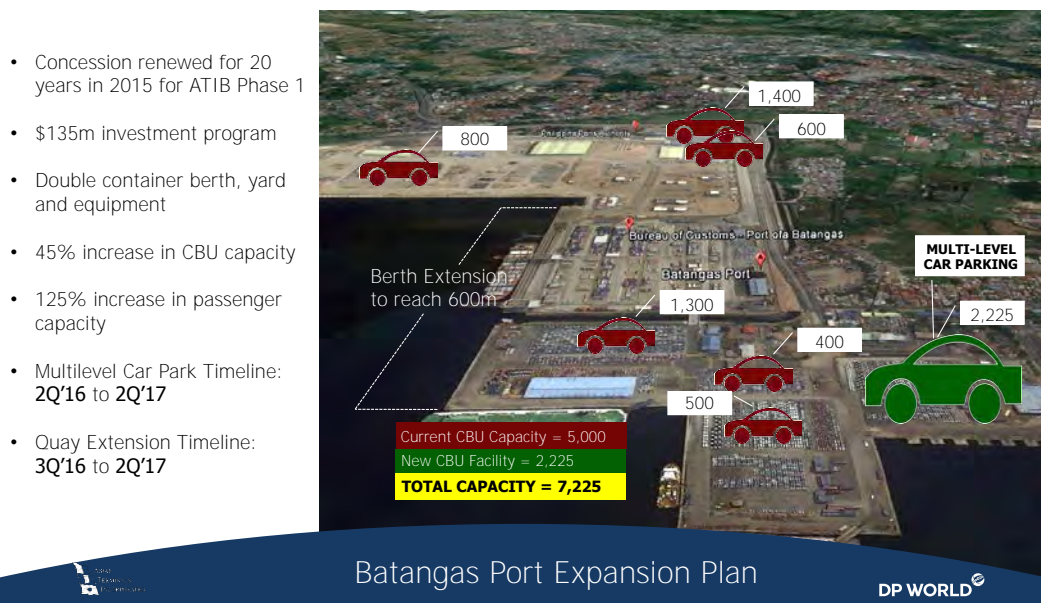 • Concession renewed for 20
years in 2015 for ATIB Phase 1
• $135m investment program
• Double container berth, yard
and equipment
• 45% increase in CBU capacity
• 125% increase in passenger
capacity
• Multilevel Car Park Timeline:
2Q’16 to 2Q’17
• Quay Extension Timeline:
3Q’16 to 2Q’17
1,400
600
800
Bureau of Customs - Port of Batangas
Batangas Port
Berth Extension
to reach 600m
MULTI-LEVEL
CAR PARKING
2,225
1,300
400
500
Current CBU Capacity = 5,000
New CBU Facility = 2,225
TOTAL CAPACITY = 7,225
Batangas Port Expansion Plan
DP WORLD